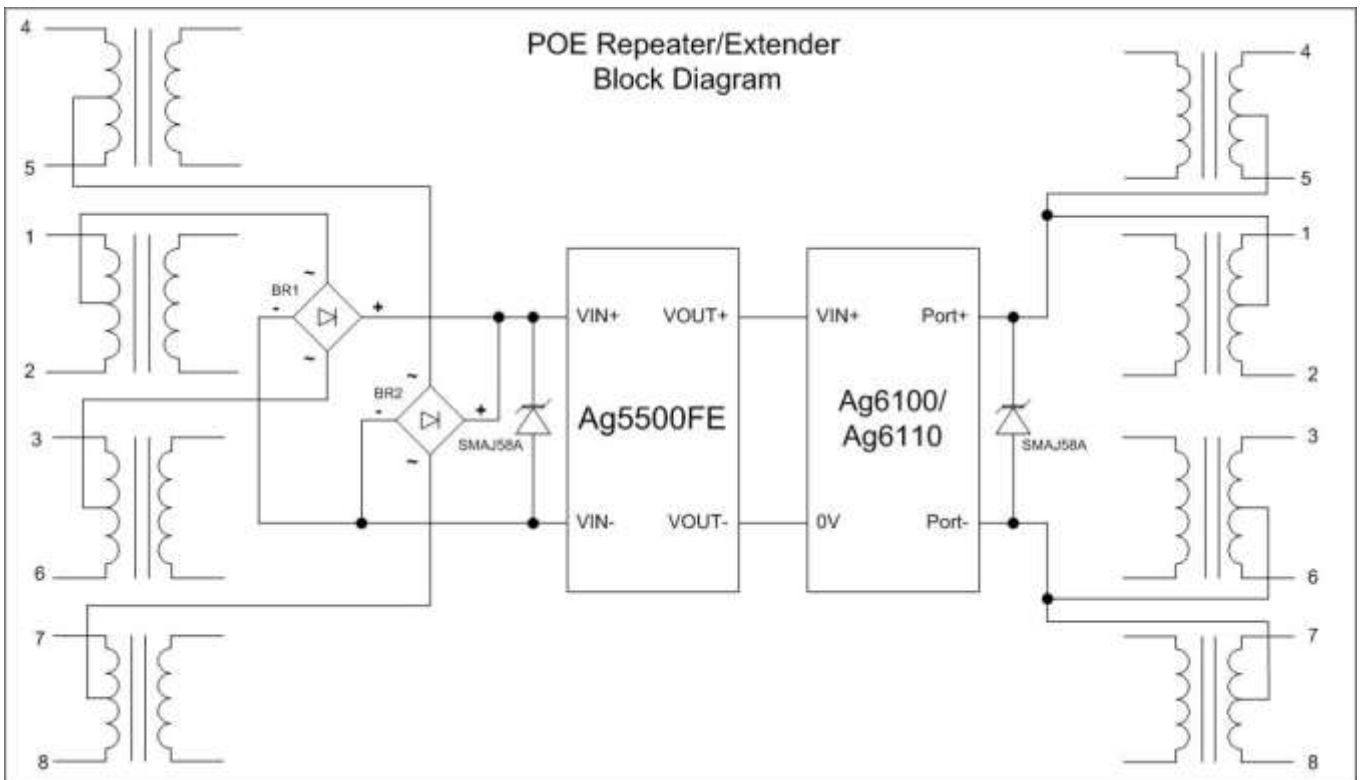 POE Repeater/Extender
Block Diagram
4
5
1
2
3
6
7
8
BR1
~
-
+
~
BR2
~
-
+
~
SMAJ58A
VIN+
VOUT+
Ag5500FE
VIN-
VOUT-
VIN+
Port+
Ag6100/
Ag6110
0V
Port-
SMAJ58A
4
5
1
2
3
6
7
8